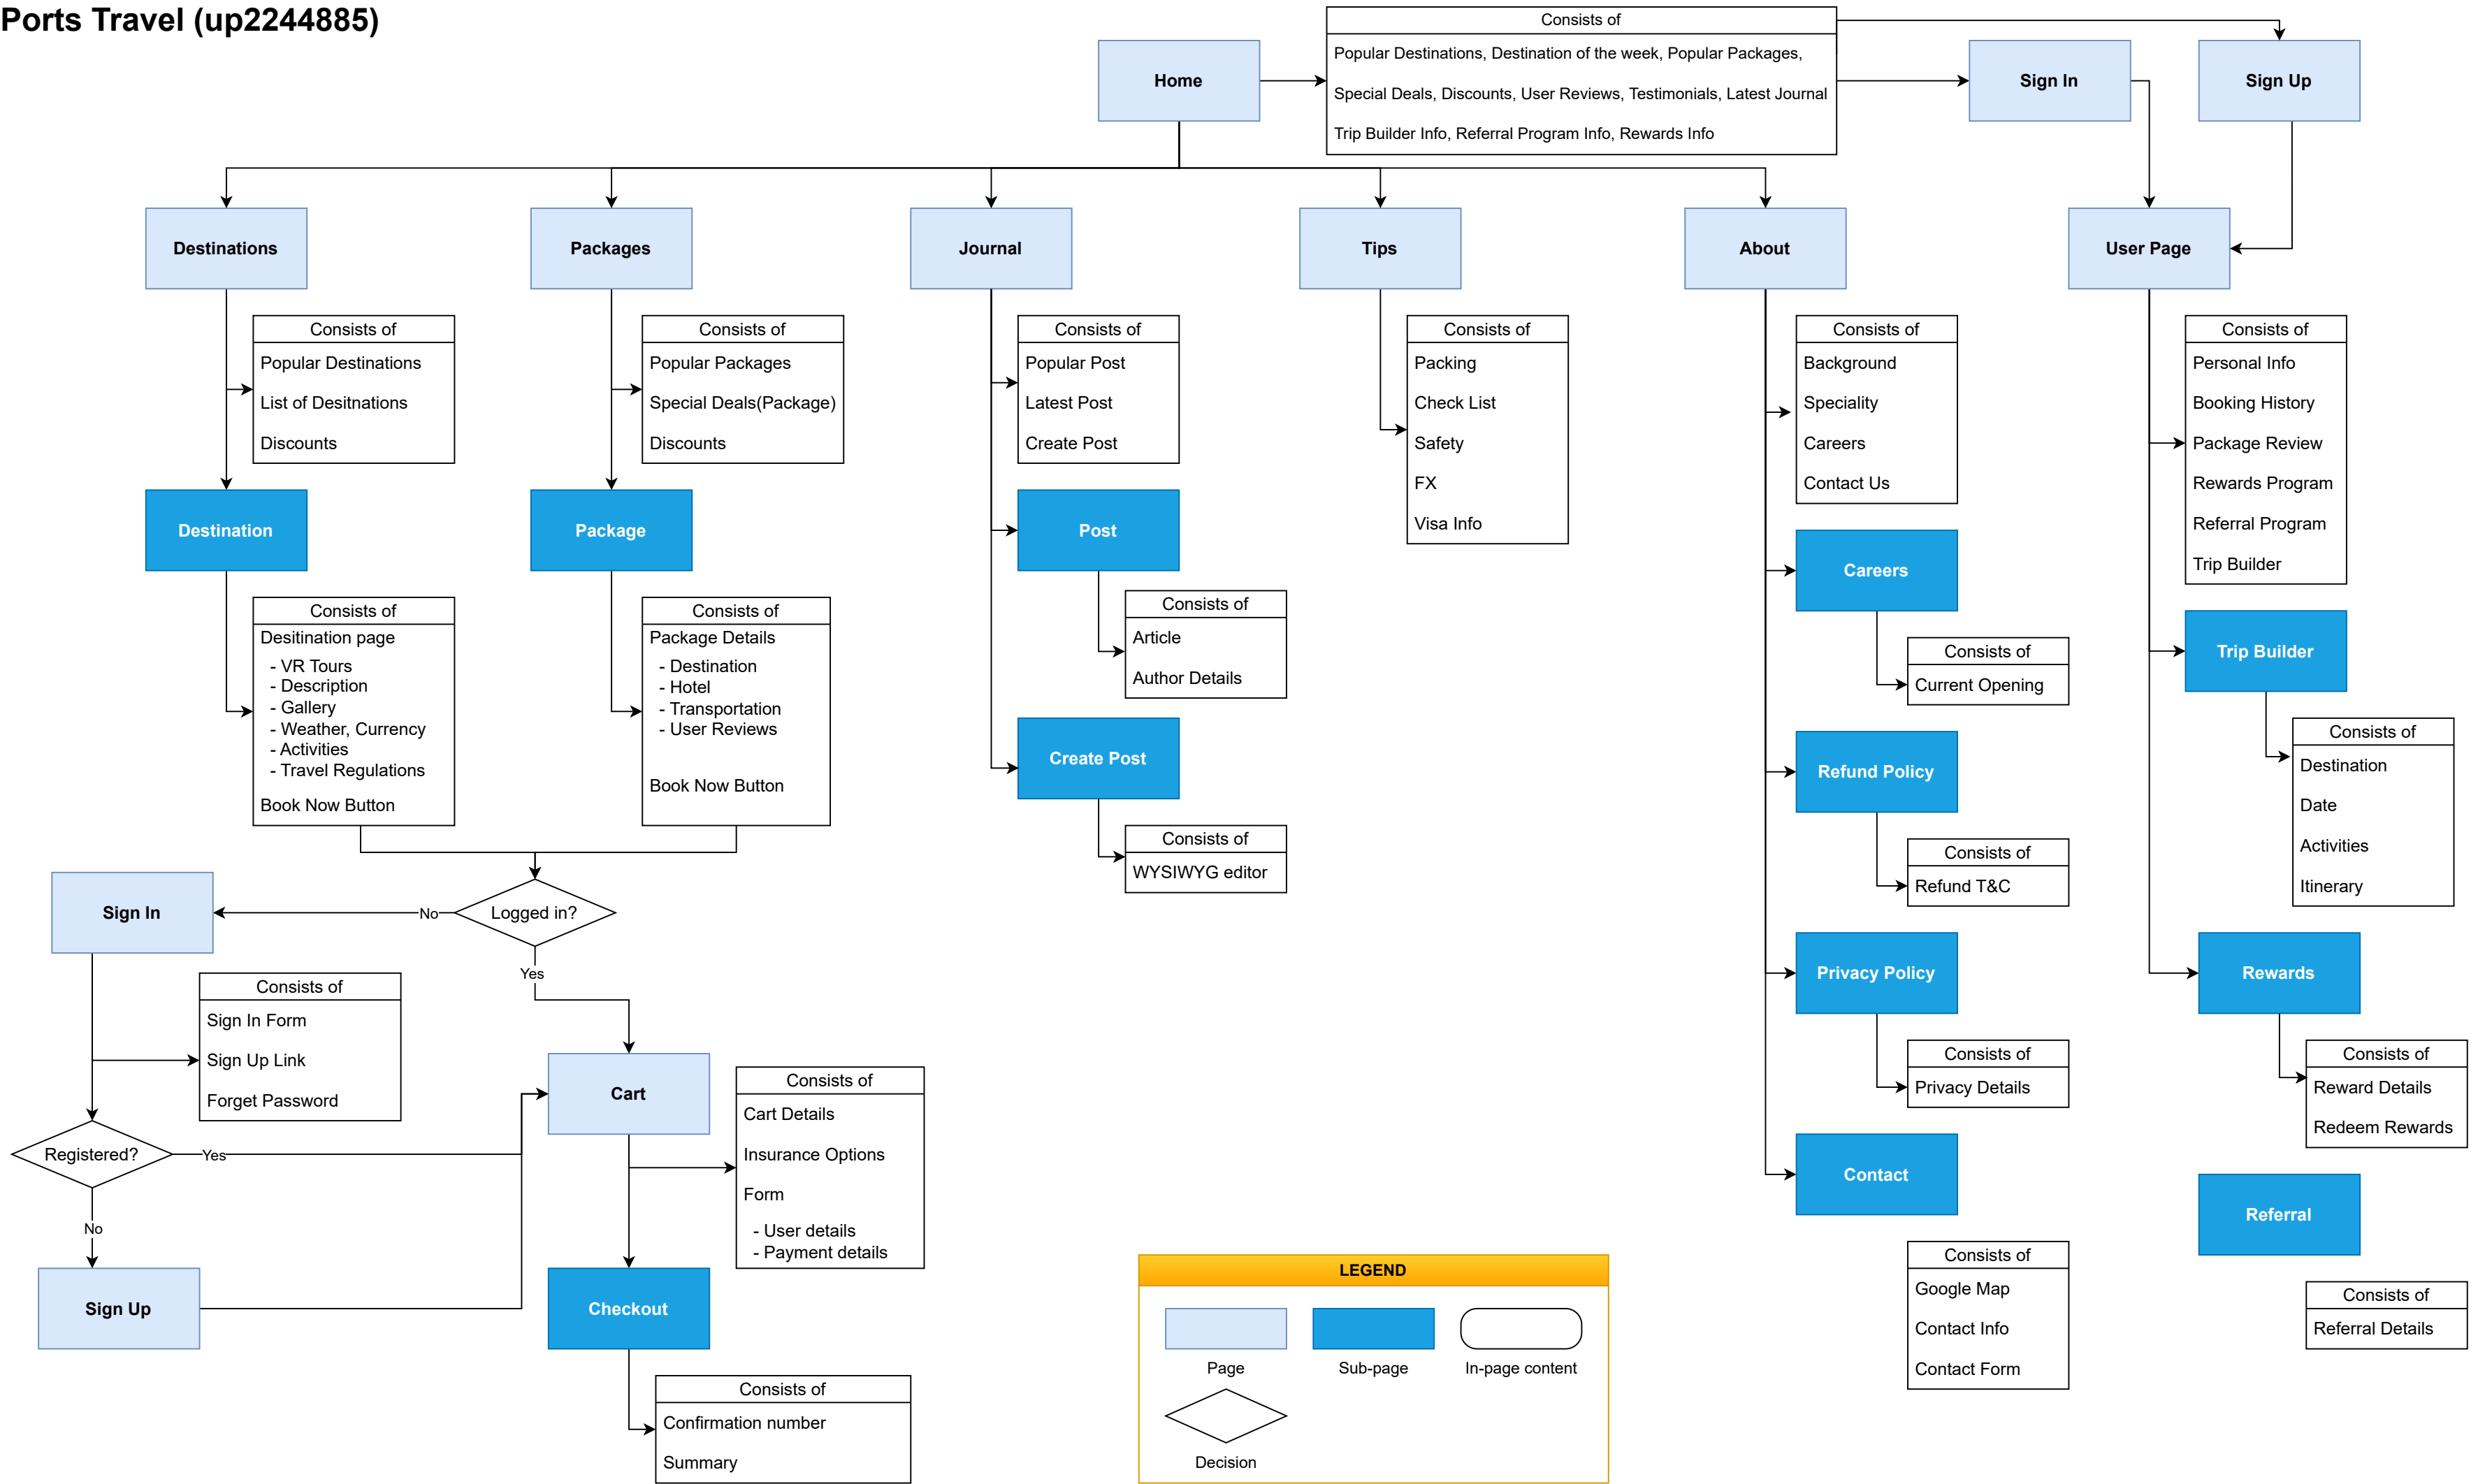 Ports Travel (up2244885)
Home
Consists of
Popular Destinations, Destination of the week, Popular Packages,
Special Deals, Discounts, User Reviews, Testimonials, Latest Journal
Trip Builder Info, Referral Program Info, Rewards Info
Sign In
Sign Up
Destinations
Packages
Journal
Tips
About
User Page
Consists of
Popular Destinations
List of Desitnations
Discounts
Consists of
Popular Packages
Special Deals(Package)
Discounts
Consists of
Popular Post
Latest Post
Create Post
Consists of
Packing
Check List
Safety
FX
Visa Info
Consists of
Background
Speciality
Careers
Contact Us
Consists of
Personal Info
Booking History
Package Review
Rewards Program
Referral Program
Trip Builder
Destination
Consists of
Desitination page
- VR Tours
- Description
- Gallery
- Weather, Currency
- Activities
- Travel Regulations
Book Now Button
Package
Consists of
Package Details
- Destination
- Hotel
- Transportation
- User Reviews
Book Now Button
Post
Consists of
Article
Author Details
Create Post
Consists of
WYSIWYG editor
Careers
Consists of
Current Opening
Refund Policy
Consists of
Refund T&C
Privacy Policy
Consists of
Privacy Details
Contact
Consists of
Google Map
Contact Info
Contact Form
Trip Builder
Consists of
Destination
Date
Activities
Itinerary
Rewards
Consists of
Reward Details
Redeem Rewards
Referral
Consists of
Referral Details
Logged in?
No
Yes
Sign In
Consists of
Sign In Form
Sign Up Link
Forget Password
Registered?
Yes
No
Sign Up
Cart
Consists of
Cart Details
Insurance Options
Form
- User details
- Payment details
Checkout
Consists of
Confirmation number
Summary
LEGEND
Page
Sub-page
In-page content
Decision